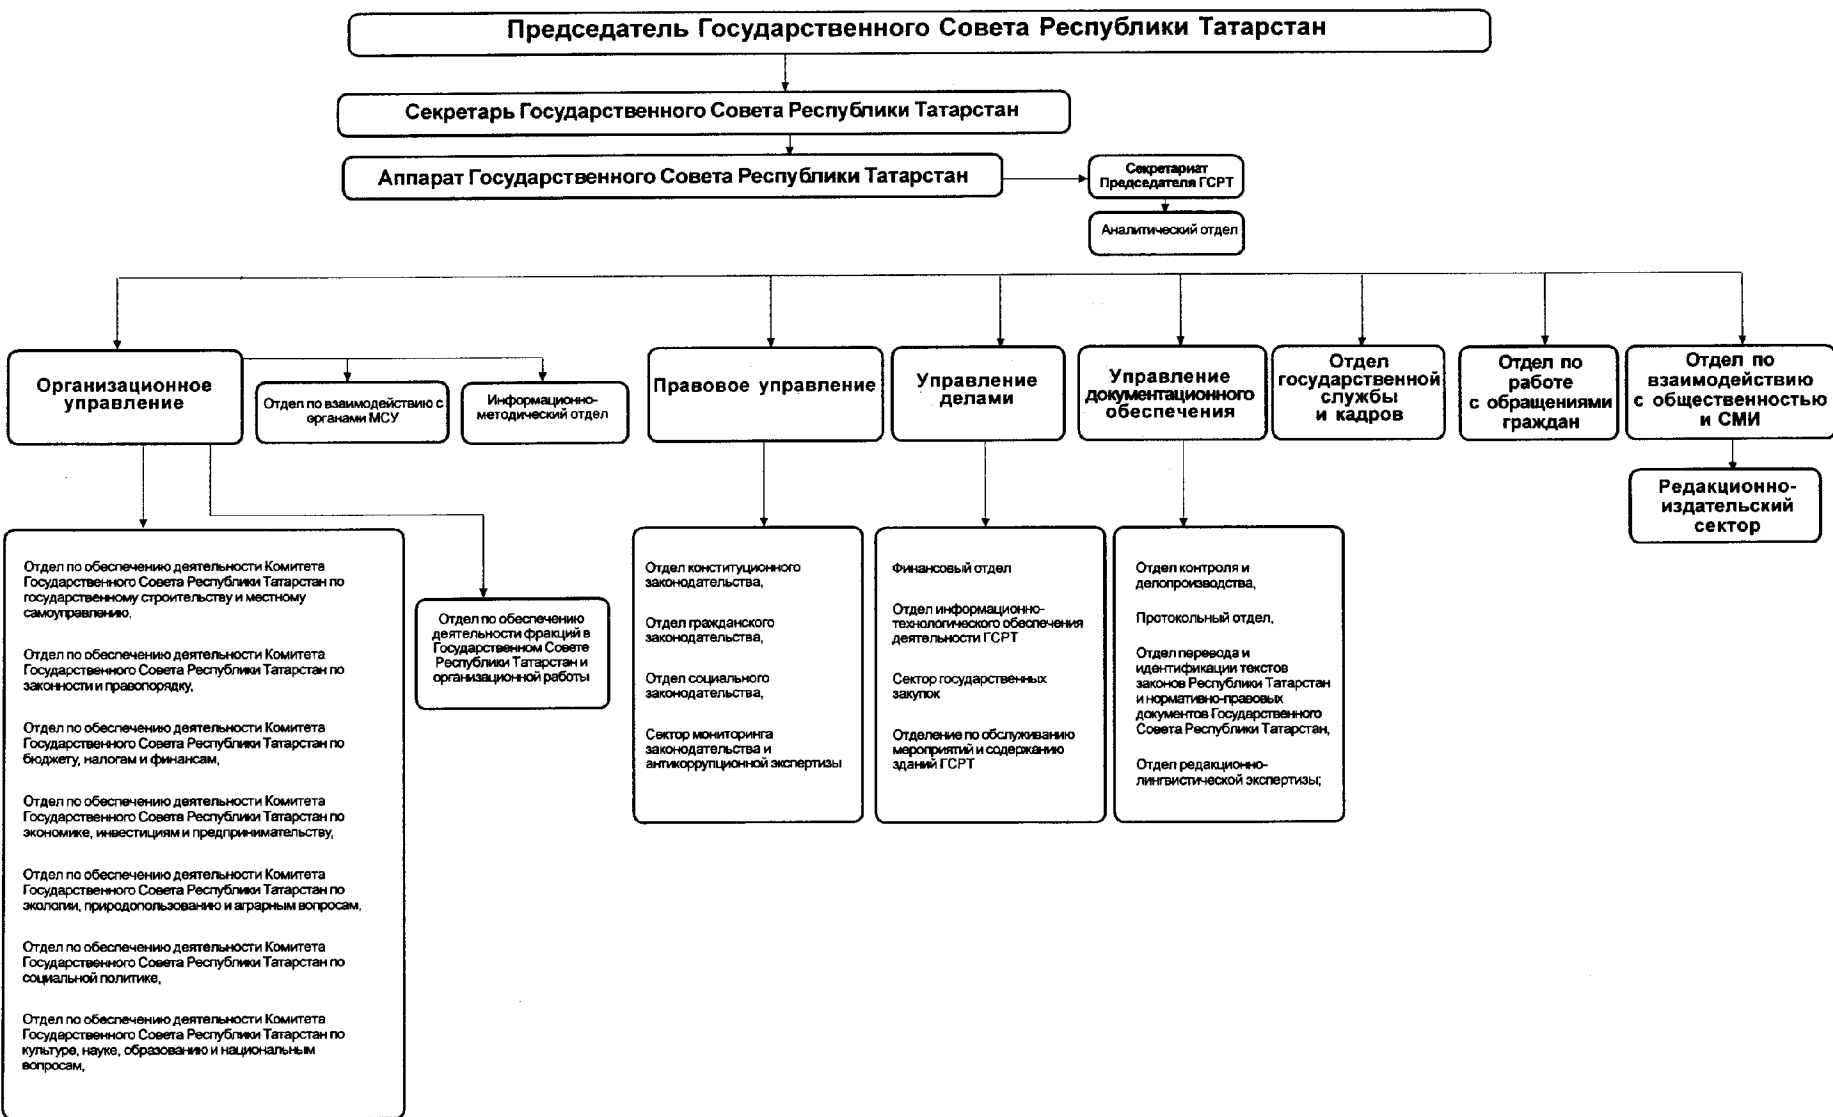 Председатель Государственного Совета Республики Татарстан
Секретарь Государственного Совета Республики Татарстан
Аппарат Государственного Совета Республики Татарстан
Секретариат
Председателя ГСРТ
Аналитический отдел
Организационное
управление
Отдел по взаимодействию с
органами МСУ
Информационно-
методический отдел
Правовое управление
Управление
делами
Управление
документационного
обеспечения
Отдел
государственной
службы
и кадров
Отдел по
работе
с обращениями
граждан
Отдел по
взаимодействию
с общественностью
и СМИ
Редакционно-
издательский
сектор
Отдел по обеспечению деятельности Комитета
Государственного Совета Республики Татарстан по
государственному строительству и местному
самоуправлению,
Отдел по обеспечению деятельности Комитета
Государственного Совета Республики Татарстан по
законности и правопорядку,
Отдел по обеспечению деятельности Комитета
Государственного Совета Республики Татарстан по
бюджету, налогам и финансам,
Отдел по обеспечению деятельности Комитета
Государственного Совета Республики Татарстан по
экономике, инвестициям и предпринимательству,
Отдел по обеспечению деятельности Комитета
Государственного Совета Республики Татарстан по
экологии, природопользованию и аграрным вопросам,
Отдел по обеспечению деятельности Комитета
Государственного Совета Республики Татарстан по
социальной политике,
Отдел по обеспечению деятельности Комитета
Государственного Совета Республики Татарстан по
культуре, науке, образованию и национальным
вопросам,
Отдел по обеспечению
деятельности фракций в
Государственном Совете
Республики Татарстан и
организационной работы
Отдел конституционного
законодательства,
Отдел гражданского
законодательства,
Отдел социального
законодательства,
Сектор мониторинга
законодательства и
антикоррупционной экспертизы
Финансовый отдел
Отдел информационно-
технологического обеспечения
деятельности ГСРТ
Сектор государственных
закупок
Отделение по обслуживанию
мероприятий и содержанию
зданий ГСРТ
Отдел контроля и
делопроизводства,
Протокольный отдел,
Отдел перевода и
идентификации текстов
законов Республики Татарстан
и нормативно-правовых
документов Государственного
Совета Республики Татарстан,
Отдел редакционно-
лингвистической экспертизы;